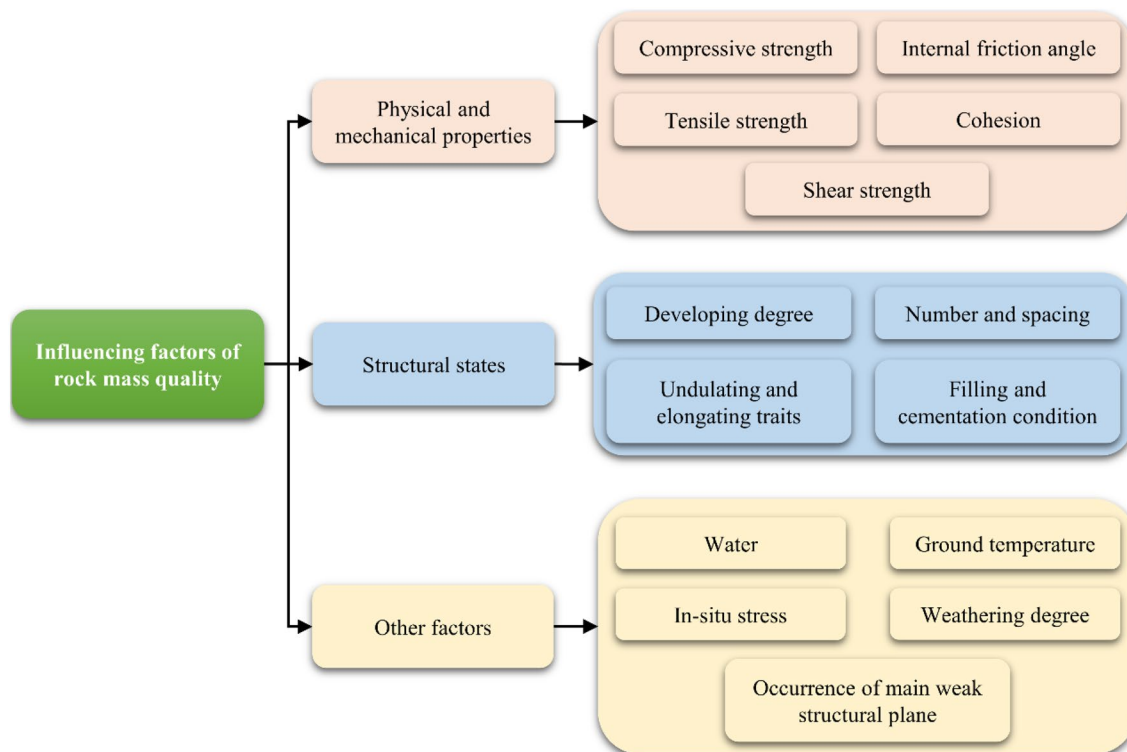 Influencing factors of
rock mass quality
Physical and
mechanical properties
Compressive strength
Internal friction angle
Tensile strength
Cohesion
Shear strength
Structural states
Developing degree
Number and spacing
Undulating and
elongating traits
Filling and
cementation condition
Other factors
Water
Ground temperature
In-situ stress
Weathering degree
Occurrence of main weak
structural plane